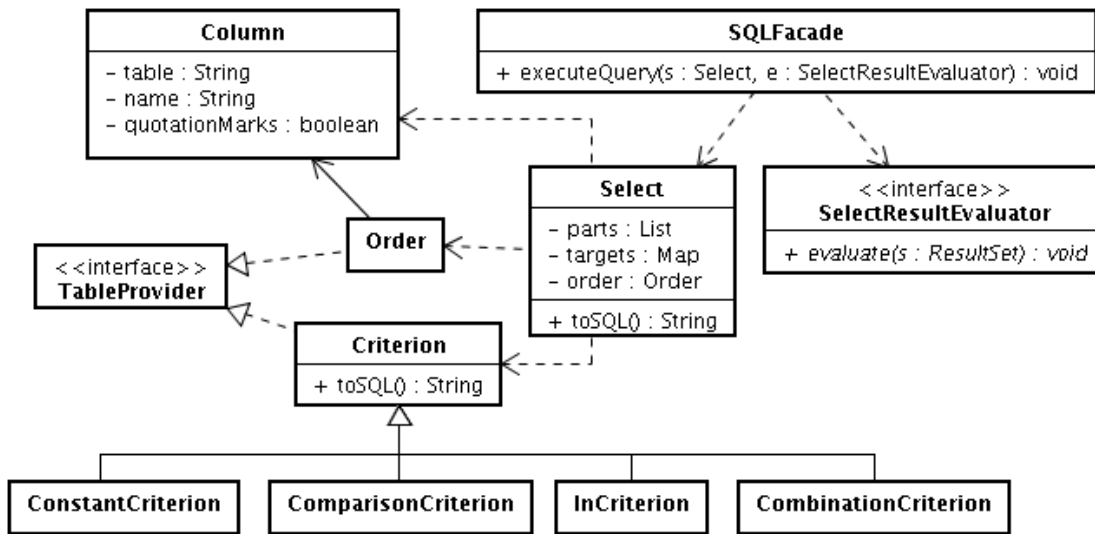 Column
– table : String
– name : String
– quotationMarks : boolean
SQLFacade
+ executeQuery(s : Select, e : SelectResultEvaluator) : void
Select
– parts : List
– targets : Map
– order : Order
+ toSQL() : String
< <interface> >
SelectResultEvaluator
+ evaluate(s : ResultSet) : void
Order
< <interface> >
TableProvider
Criterion
+ toSQL() : String
ConstantCriterion
ComparisonCriterion
InCriterion
CombinationCriterion